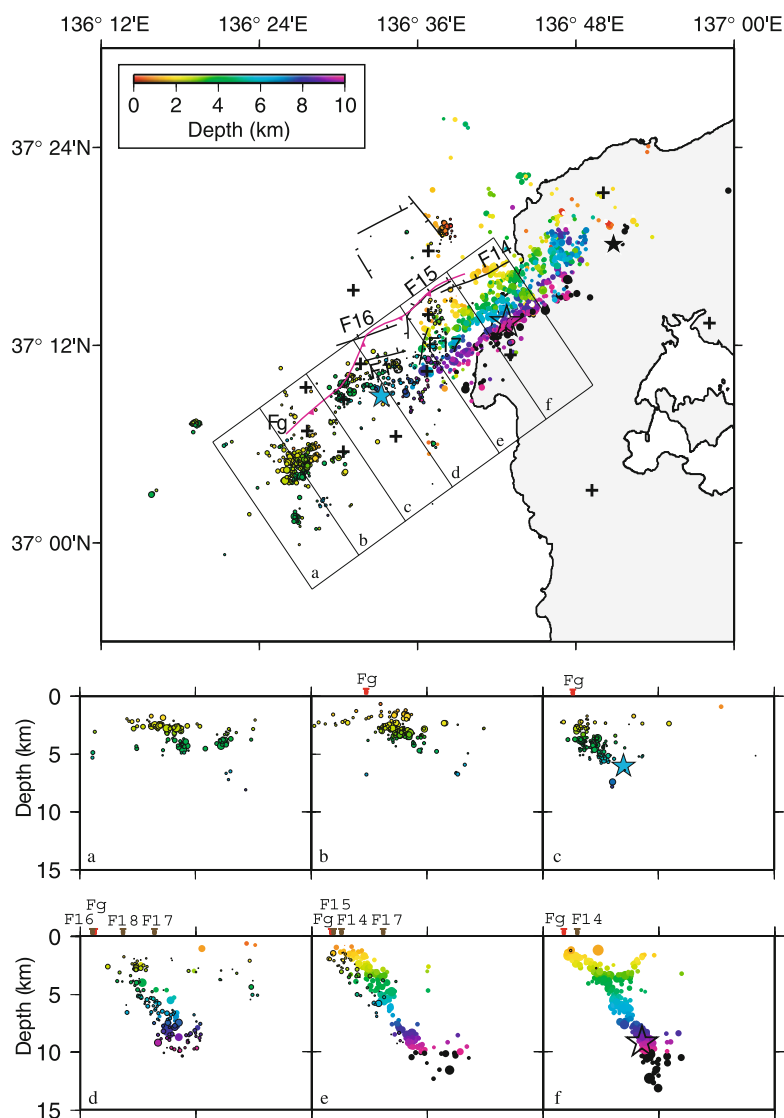 136° 12'E 136° 24'E 136° 36'E 136° 48'E 137° 00'E
0 2 4 6 8 10
Depth (km)
37° 24'N
37° 12'N
37° 00'N
F14
F15
F16
F17
Fg
f
e
d
c
b
a
Fg Fg
0
5
10
15
Depth (km)
a b c
Fg F15
F16 F18 F17 Fg F14 F17 Fg F14
0
5
10
15
Depth (km)
d e f